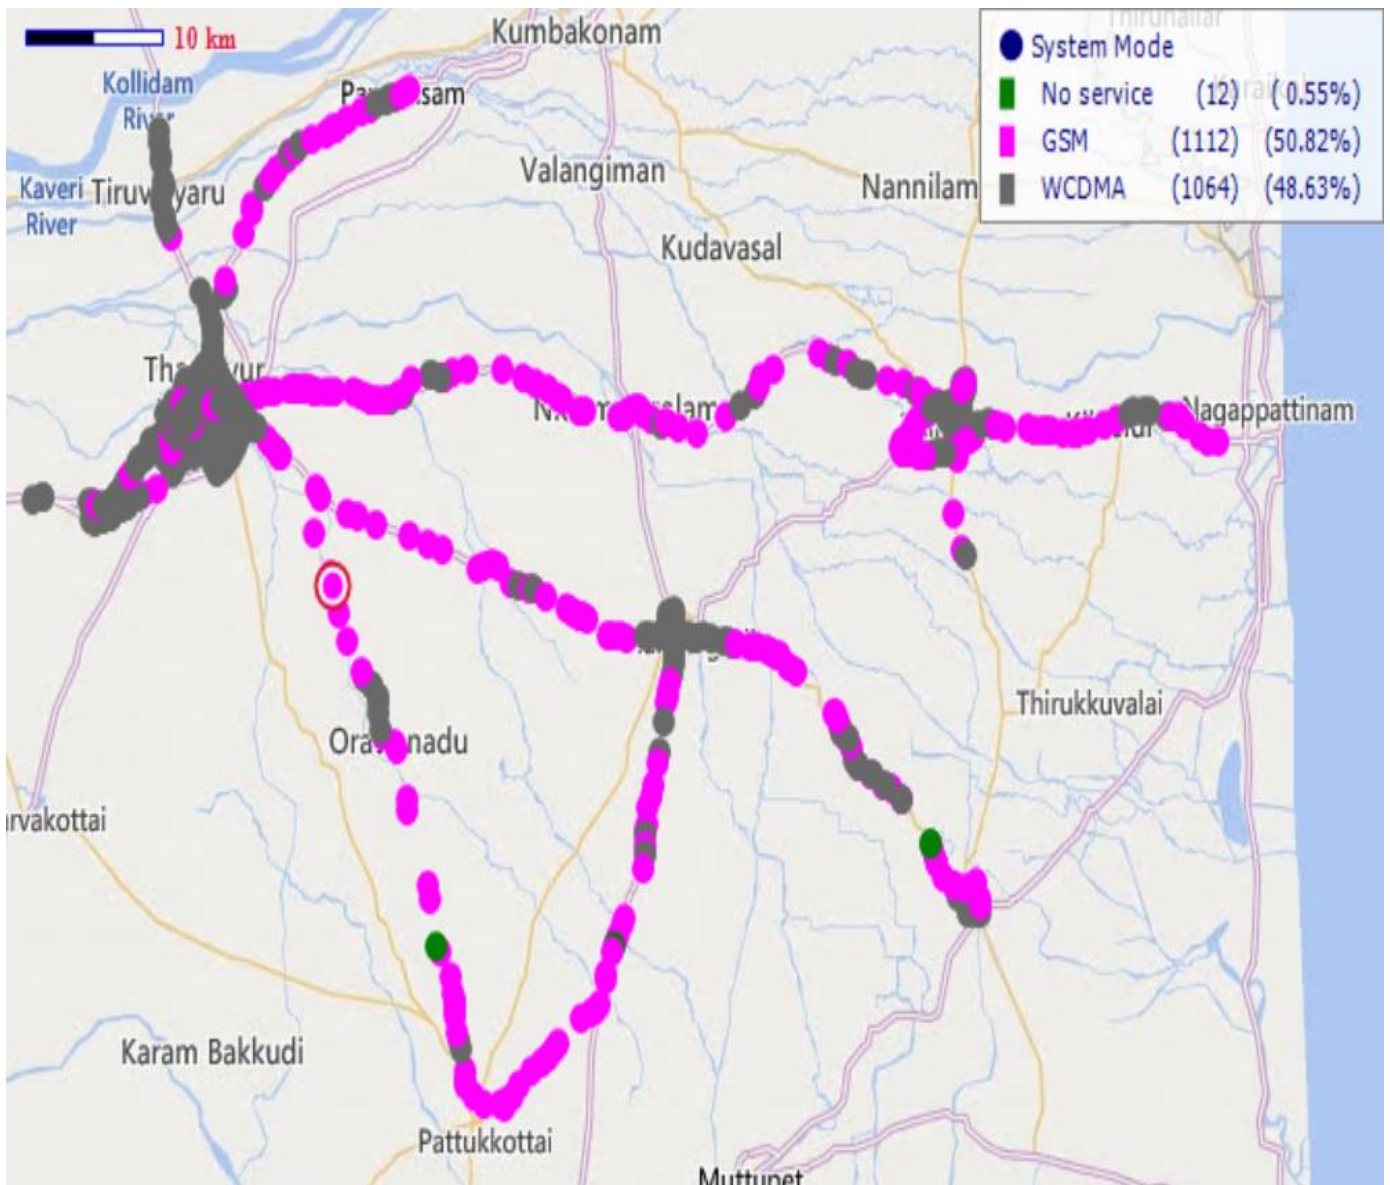 10 km
Kumbakonam
System Mode
No service (12) ( 0.55%)
GSM (1112) (50.82%)
WCDMA (1064) (48.63%)
Kollidam
River
Valangiman
Nannilam
Kaveri
River
Kudavasal
Nagappattinam
Thirukkuvalai
Karam Bakkudi
Pattukkottai
Muttupet